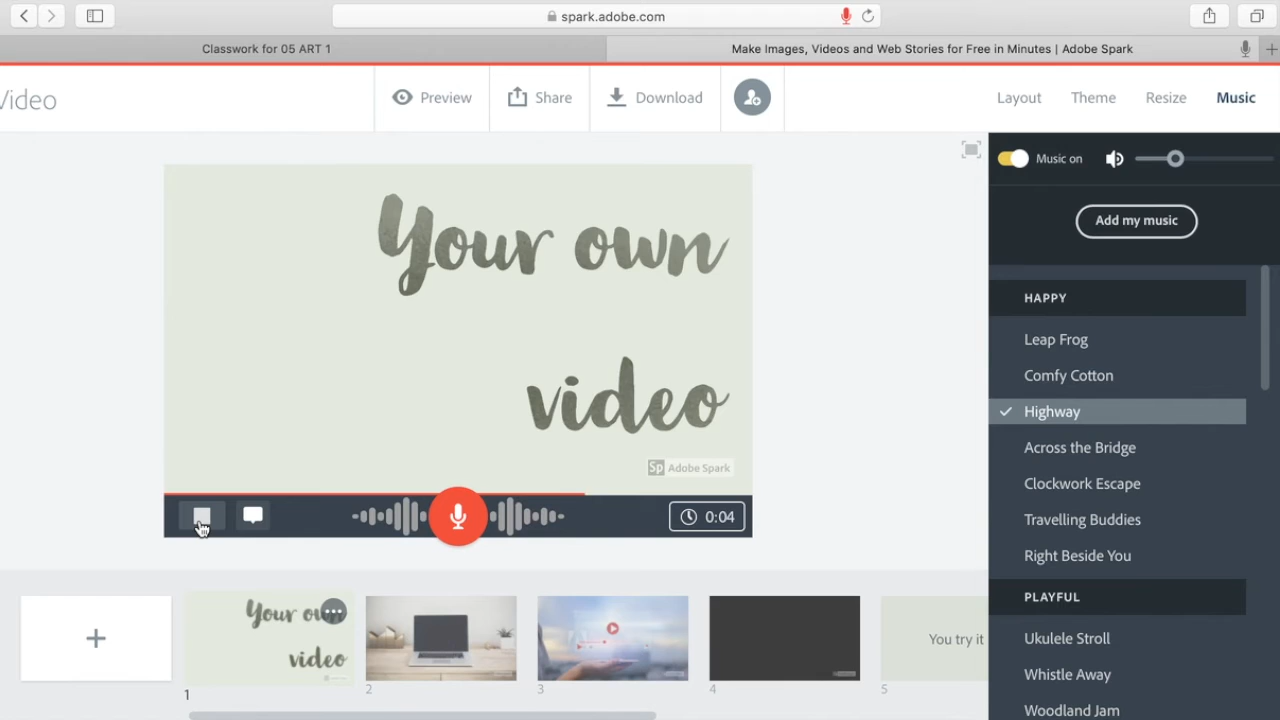 spark.adobe.com
Classwork for 05 ART 1
Make Images, Videos and Web Stories for Free in Minutes | Adobe Spark
Video
Preview
Share
Download
Layout
Theme
Resize
Music
Your own
video
Sp Adobe Spark
0:04
Music on
Add my music
HAPPY
Leap Frog
Comfy Cotton
Highway
Across the Bridge
Clockwork Escape
Travelling Buddies
Right Beside You
PLAYFUL
Ukulele Stroll
Whistle Away
Woodland Jam
Your own
video
You try it
1
2
3
4
5